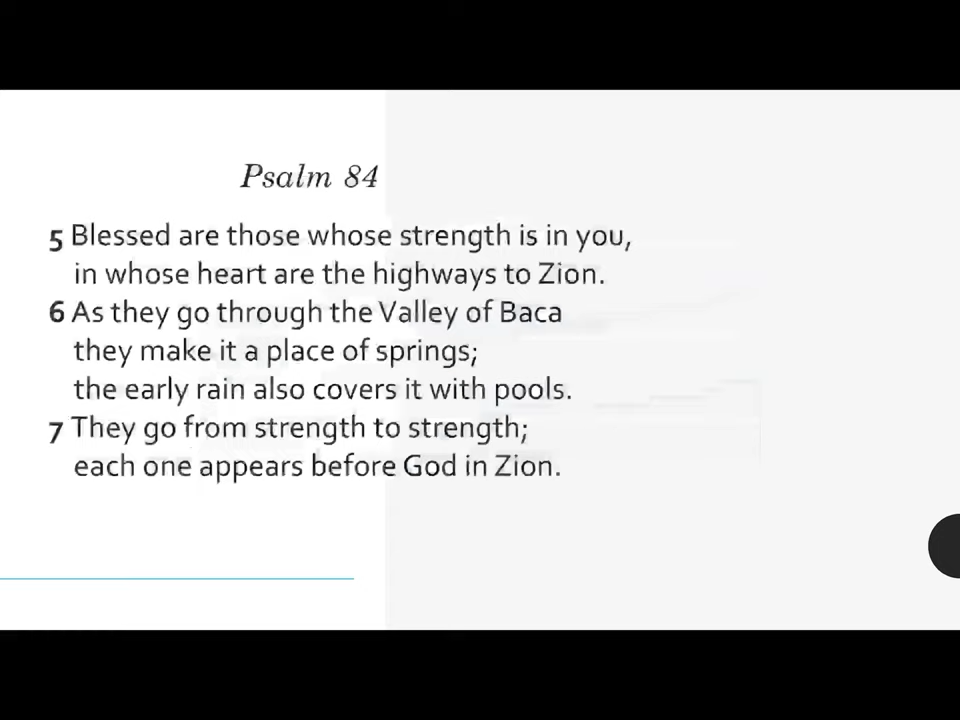 Psalm 84
5 Blessed are those whose strength is in you,
in whose heart are the highways to Zion.
6 As they go through the Valley of Baca
they make it a place of springs;
the early rain also covers it with pools.
7 They go from strength to strength;
each one appears before God in Zion.